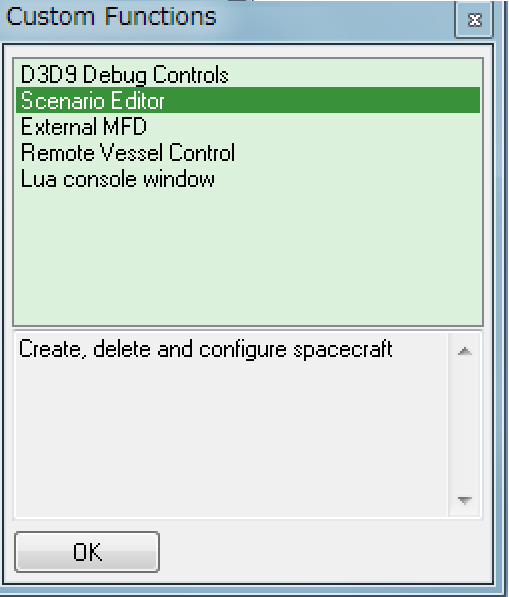 Custom Functions
D3D9 Debug Controls
Scenario Editor
External MFD
Remote Vessel Control
Lua console window
Create, delete and configure spacecraft
OK